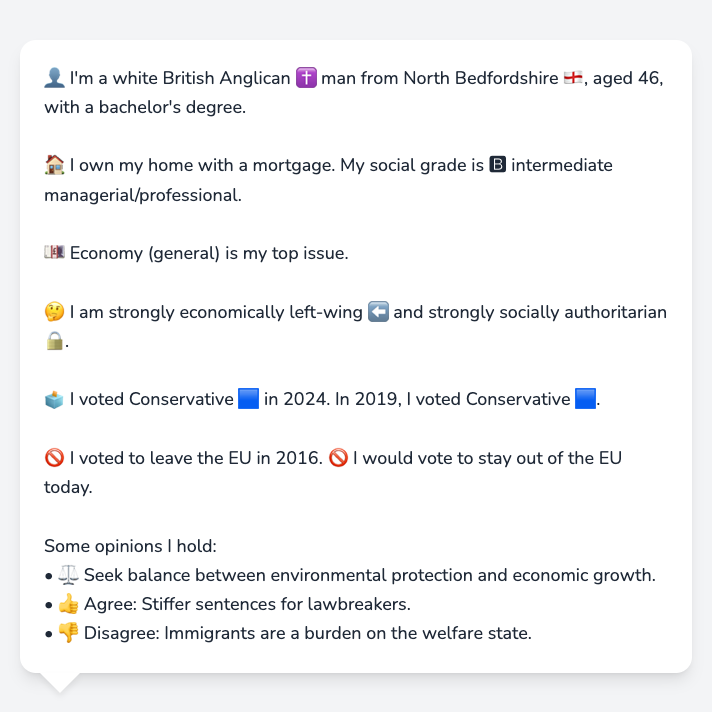 👤 I'm a white British Anglican ✝️ man from North Bedfordshire 🏴󠁧󠁢󠁥󠁮󠁧󠁿, aged 46,
with a bachelor's degree.
🏠 I own my home with a mortgage. My social grade is 🅱 intermediate
managerial/professional.
💷 Economy (general) is my top issue.
🤔 I am strongly economically left-wing ⬅️ and strongly socially authoritarian
🔒.
🗳️ I voted Conservative 🟦 in 2024. In 2019, I voted Conservative 🟦.
🚫 I voted to leave the EU in 2016. 🚫 I would vote to stay out of the EU
today.
Some opinions I hold:
• ⚖️ Seek balance between environmental protection and economic growth.
• 👍 Agree: Stiffer sentences for lawbreakers.
• 👎 Disagree: Immigrants are a burden on the welfare state.